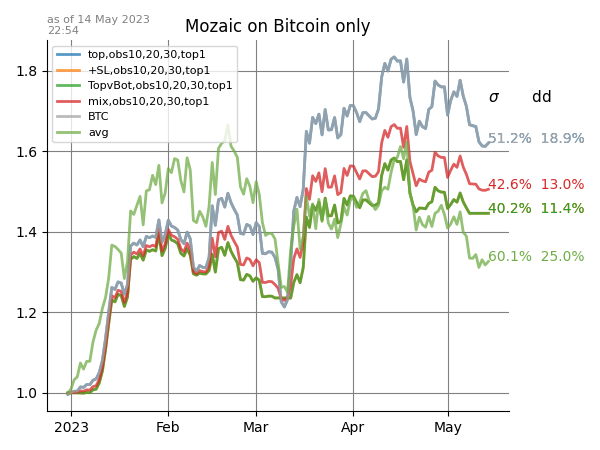 as of 14 May 2023
22:54
Mozaic on Bitcoin only
top,obs10,20,30,top1
+SL,obs10,20,30,top1
TopvBot,obs10,20,30,top1
mix,obs10,20,30,top1
BTC
avg
σ dd
51.2% 18.9%
42.6% 13.0%
40.2% 11.4%
60.1% 25.0%
1.8
1.6
1.4
1.2
1.0
2023 Feb Mar Apr May